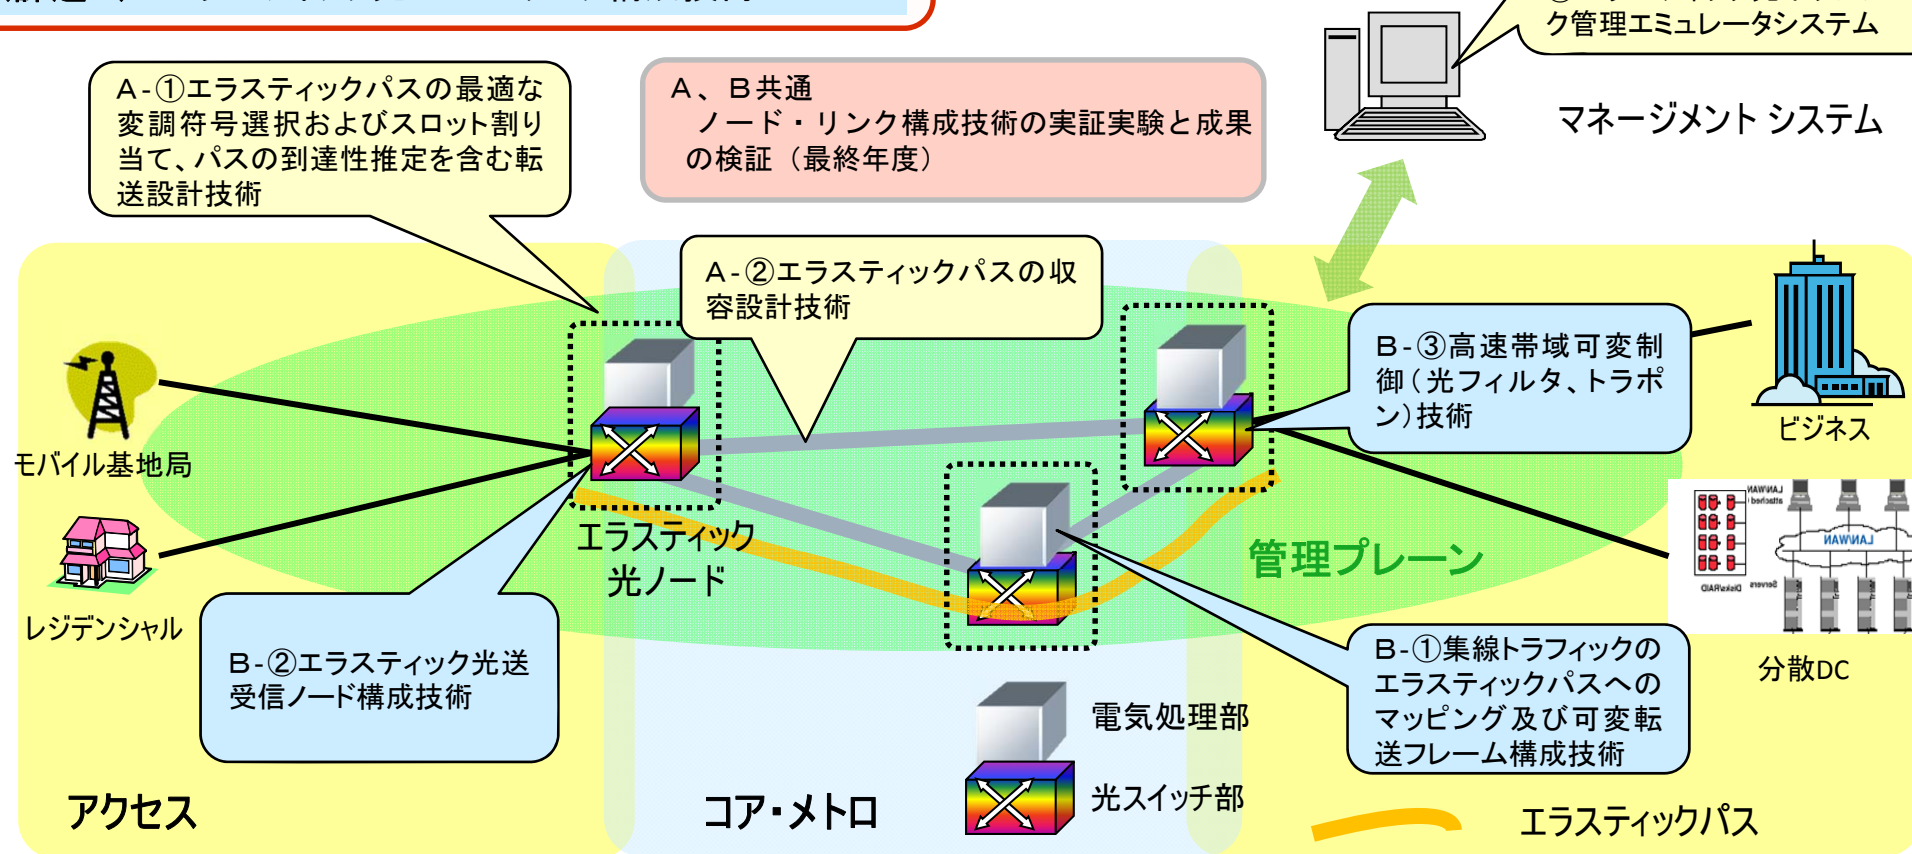 ク管理エミュレータシステム
A-①エラスティックパスの最適な
変調符号選択およびスロット割り
当て、パスの到達性推定を含む転
送設計技術
A、B共通
ノード・リンク構成技術の実証実験と成果
の検証（最終年度）
マネージメント システム
A-②エラスティックパスの収
容設計技術
B-③高速帯域可変制
御(光フィルタ、トラポ
ン)技術
ビジネス
モバイル基地局
エラスティック
光ノード
管理プレーン
LAN/WAN
attached
LAN/WAN
Servers
Disks/RAID
レジデンシャル
B-②エラスティック光送
受信ノード構成技術
B-①集線トラフィックの
エラスティックパスへの
マッピング及び可変転
送フレーム構成技術
分散DC
電気処理部
光スイッチ部
アクセス
コア・メトロ
エラスティックパス